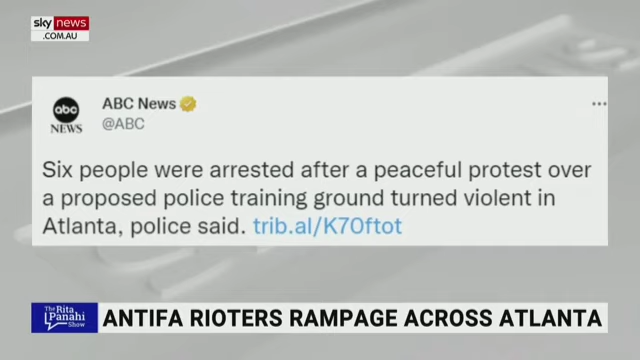 sky news
.COM.AU
abc
NEWS
ABC News
@ABC
Six people were arrested after a peaceful protest over
a proposed police training ground turned violent in
Atlanta, police said. trib.al/K70ftot
The
Rita
Panahi
Show
ANTIFA RIOTERS RAMPAGE ACROSS ATLANTA